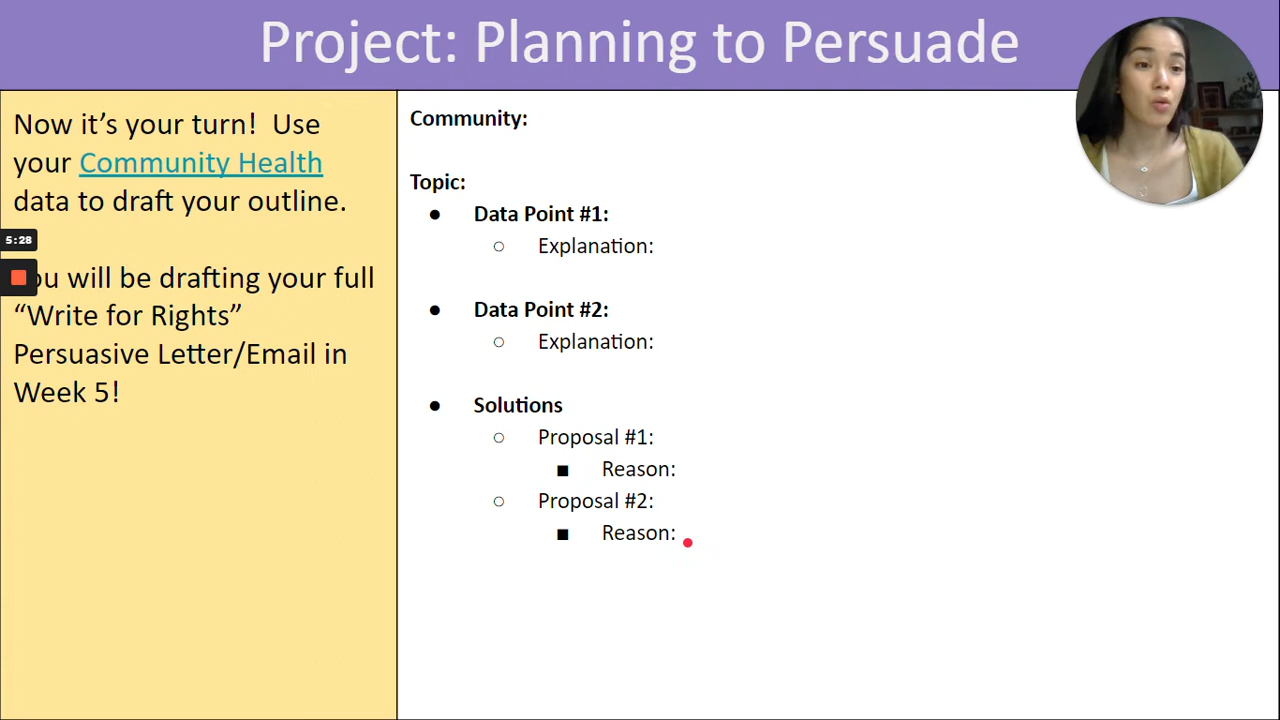 Project: Planning to Persuade
Now it's your turn!  Use
your Community Health
data to draft your outline.
5:28
ou will be drafting your full
“Write for Rights”
Persuasive Letter/Email in
Week 5!
Community:
Topic:
● Data Point #1:
○ Explanation:
● Data Point #2:
○ Explanation:
● Solutions
○ Proposal #1:
■ Reason:
○ Proposal #2:
■ Reason: